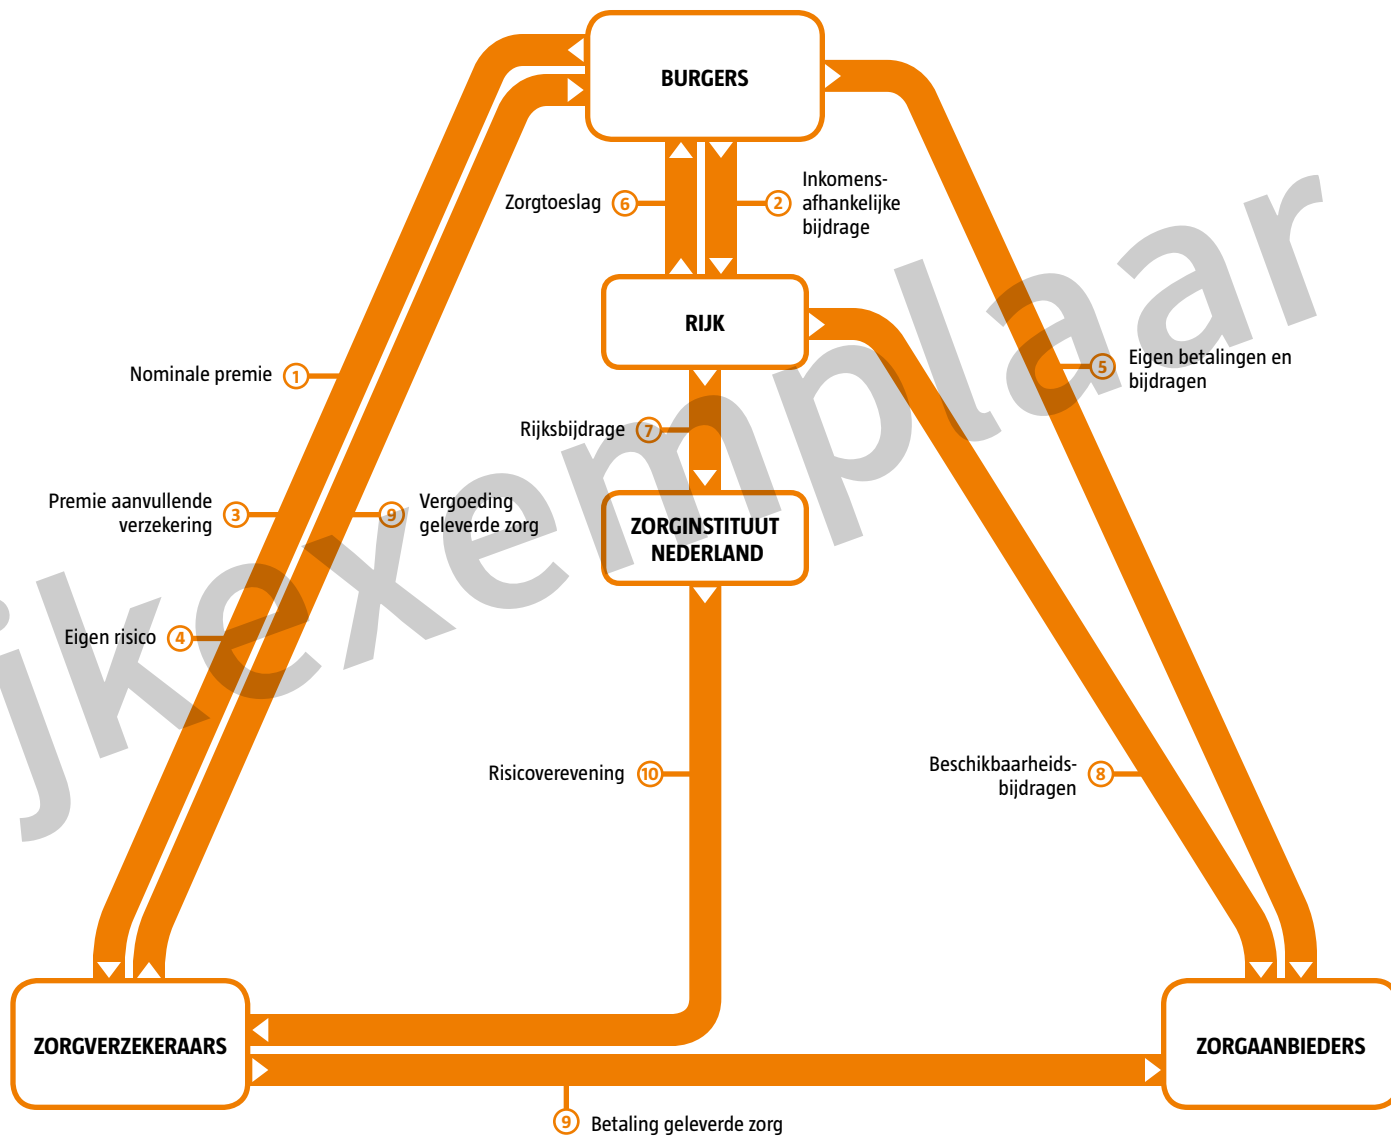 BURGERS
Zorgtoeslag 6
2 Inkomens-
afhankelijke
bijdrage
RIJK
Nominale premie 1
5 Eigen betalingen en
bijdragen
Rijksbijdrage 7
Premie aanvullende
verzekering 3
9 Vergoeding
geleverde zorg
ZORGINSTITUUT
NEDERLAND
Eigen risico 4
Risicoverevening 10
Beschikbaarheids-
bijdragen 8
ZORGVERZEKERAARS
ZORGAANBIEDERS
9 Betaling geleverde zorg
jkexemplaar